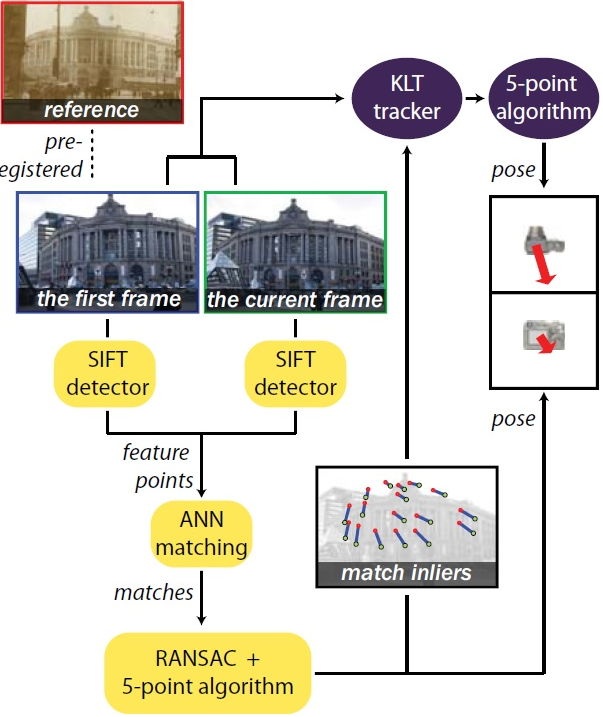 reference
pre-
egistered
KLT
tracker
5-point
algorithm
pose
the first frame
the current frame
SIFT
detector
SIFT
detector
pose
feature
points
ANN
matching
match inliers
matches
RANSAC +
5-point algorithm